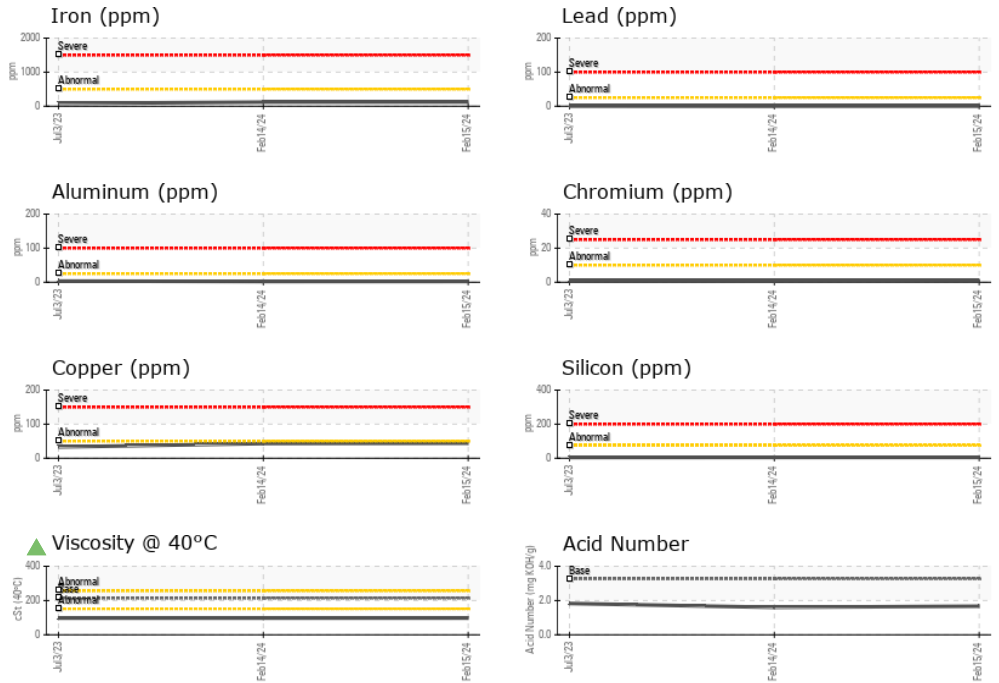 Iron (ppm)
2000
1000
0
ppm
Severe
Abnormal
Jul3/23
Feb14/24
Feb15/24
Lead (ppm)
200
100
0
ppm
Severe
Abnormal
Jul3/23
Feb14/24
Feb15/24
Aluminum (ppm)
200
100
0
ppm
Severe
Abnormal
Jul3/23
Feb14/24
Feb15/24
Chromium (ppm)
40
20
0
ppm
Severe
Abnormal
Jul3/23
Feb14/24
Feb15/24
Copper (ppm)
200
100
0
ppm
Severe
Abnormal
Jul3/23
Feb14/24
Feb15/24
Silicon (ppm)
400
200
0
ppm
Severe
Abnormal
Jul3/23
Feb14/24
Feb15/24
Viscosity @ 40°C
400
200
0
cSt (40°C)
Abnormal
Base
Abnormal
Jul3/23
Feb14/24
Feb15/24
Acid Number
4.0
2.0
0.0
Acid Number (mg KOH/g)
Base
Jul3/23
Feb14/24
Feb15/24